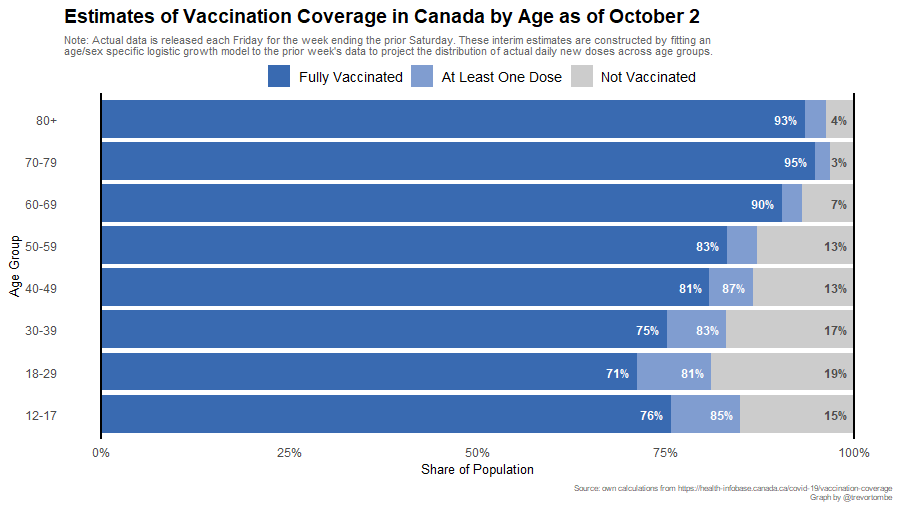 Estimates of Vaccination Coverage in Canada by Age as of October 2
Note: Actual data is released each Friday for the week ending the prior Saturday. These interim estimates are constructed by fitting an
age/sex specific logistic growth model to the prior week's data to project the distribution of actual daily new doses across age groups.
Fully Vaccinated At Least One Dose Not Vaccinated
80+ 93% 4%
70-79 95% 3%
60-69 90% 7%
50-59 83% 13%
Age Group
40-49 81% 87% 13%
30-39 75% 83% 17%
18-29 71% 81% 19%
12-17 76% 85% 15%
0% 25% 50% 75% 100%
Share of Population
Source: own calculations from https://health-infobase.canada.ca/covid-19/vaccination-coverage
Graph by @trevortombe